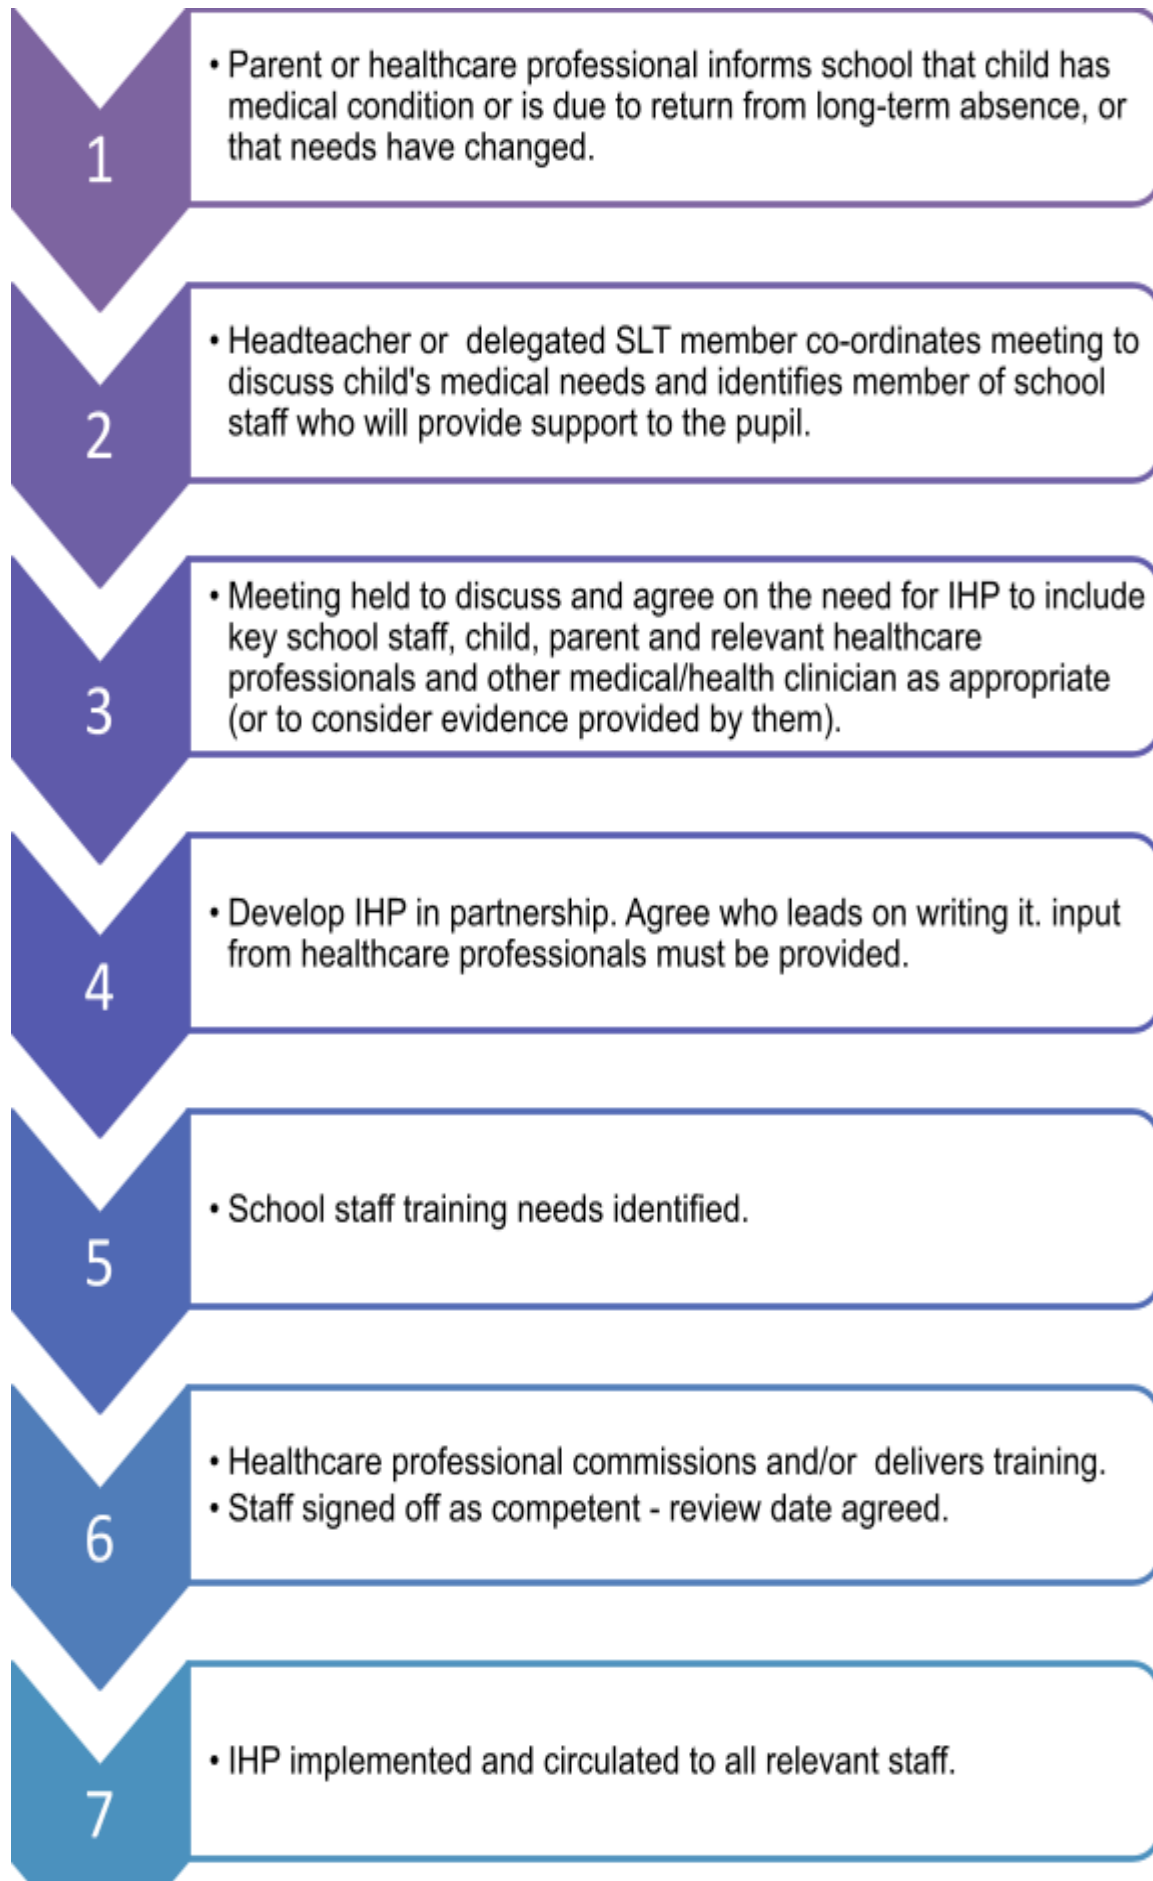 1
• Parent or healthcare professional informs school that child has
medical condition or is due to return from long-term absence, or
that needs have changed.
2
• Headteacher or  delegated SLT member co-ordinates meeting to
discuss child's medical needs and identifies member of school
staff who will provide support to the pupil.
3
• Meeting held to discuss and agree on the need for IHP to include
key school staff, child, parent and relevant healthcare
professionals and other medical/health clinician as appropriate
(or to consider evidence provided by them).
4
• Develop IHP in partnership. Agree who leads on writing it. input
from healthcare professionals must be provided.
5
• School staff training needs identified.
6
• Healthcare professional commissions and/or  delivers training.
• Staff signed off as competent - review date agreed.
7
• IHP implemented and circulated to all relevant staff.